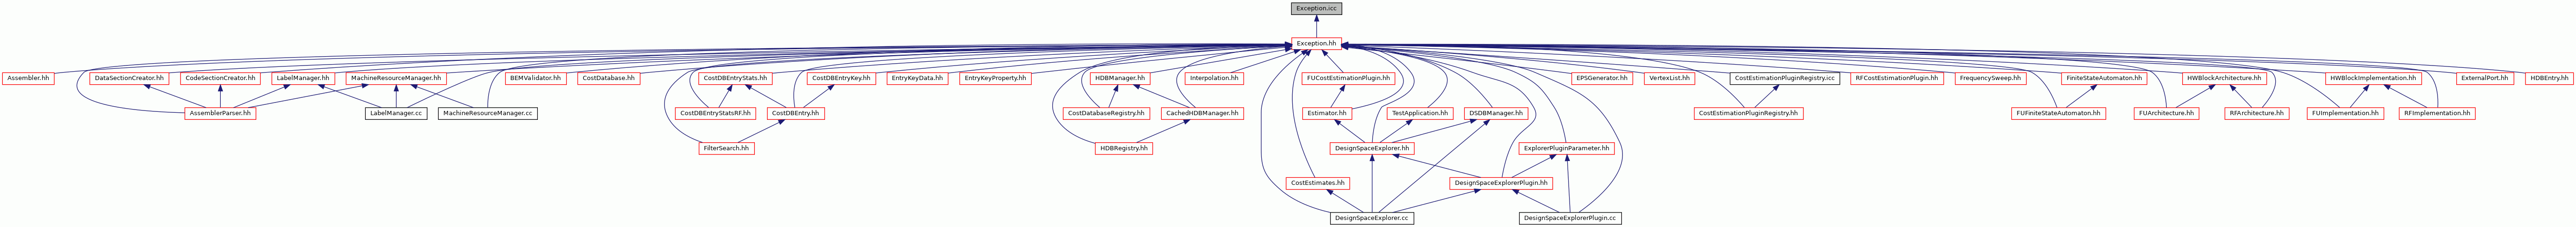 Exception.icc
Exception.hh
Assembler.hh
DataSectionCreator.hh
CodeSectionCreator.hh
LabelManager.hh
MachineResourceManager.hh
BEMValidator.hh
CostDatabase.hh
CostDBEntryStats.hh
CostDBEntryKey.hh
EntryKeyData.hh
EntryKeyProperty.hh
HDBManager.hh
Interpolation.hh
FUCostEstimationPlugin.hh
EPSGenerator.hh
VertexList.hh
CostEstimationPluginRegistry.icc
RFCostEstimationPlugin.hh
FrequencySweep.hh
FiniteStateAutomaton.hh
HWBlockArchitecture.hh
HWBlockImplementation.hh
ExternalPort.hh
HDBEntry.hh
AssemblerParser.hh
LabelManager.cc
MachineResourceManager.cc
CostDBEntryStatsRF.hh
CostDBEntry.hh
CostDatabaseRegistry.hh
CachedHDBManager.hh
Estimator.hh
TestApplication.hh
DSDBManager.hh
CostEstimationPluginRegistry.hh
FUFiniteStateAutomaton.hh
FUArchitecture.hh
RFArchitecture.hh
FUImplementation.hh
RFImplementation.hh
FilterSearch.hh
HDBRegistry.hh
DesignSpaceExplorer.hh
ExplorerPluginParameter.hh
CostEstimates.hh
DesignSpaceExplorerPlugin.hh
DesignSpaceExplorer.cc
DesignSpaceExplorerPlugin.cc